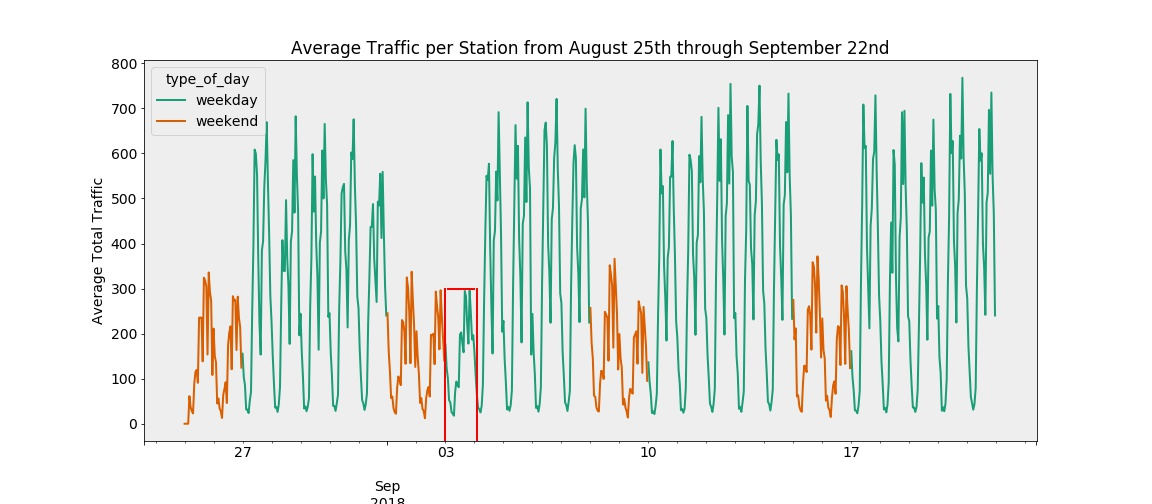 Average Traffic per Station from August 25th through September 22nd
type_of_day
weekday
weekend
Average Total Traffic
800
700
600
500
400
300
200
100
0
27
03
10
17
Sep
2018